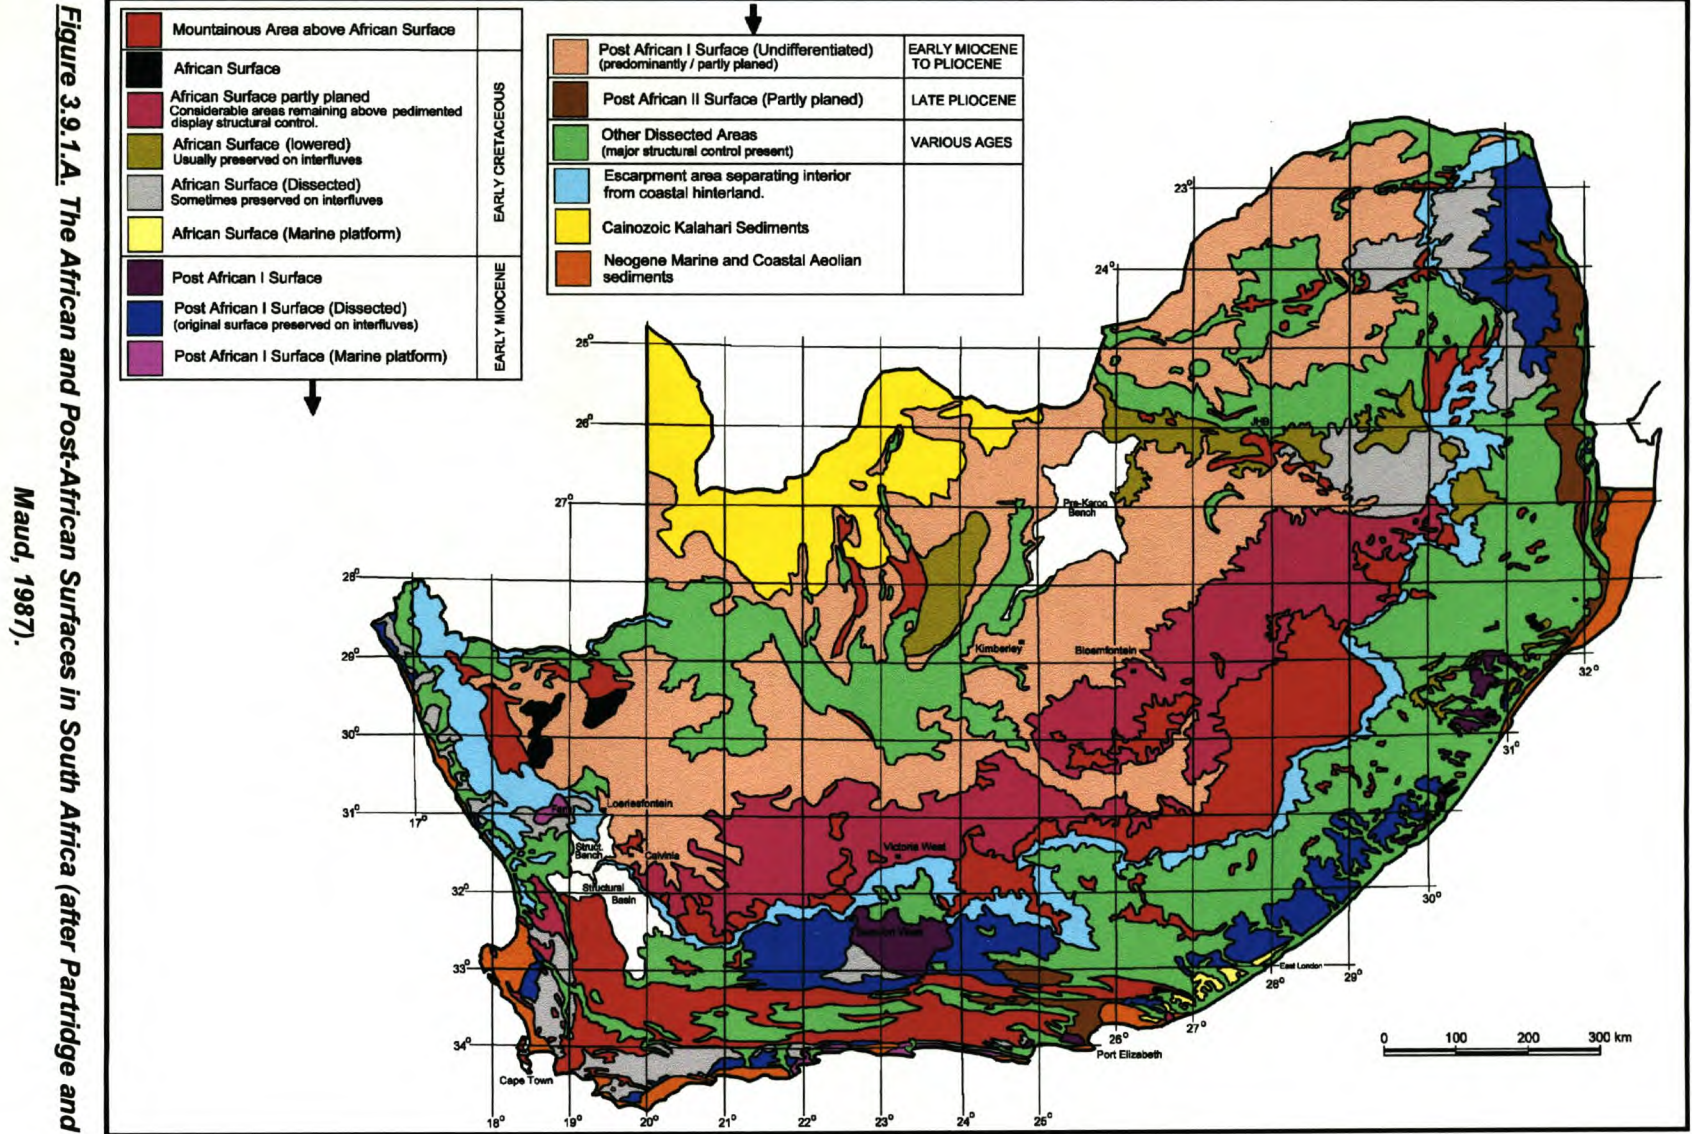 Figure 3.9.1.A. The African and Post-African Surfaces in South Africa (after Partridge and
Maud, 1987).
Mountainous Area above African Surface
African Surface
African Surface partly planed
Considerable areas remaining above pedimented
display structural control.
African Surface (lowered)
Usually preserved on interfluves
African Surface (Dissected)
Sometimes preserved on interfluves
African Surface (Marine platform)
EARLY CRETACEOUS
Post African I Surface
Post African I Surface (Dissected)
(original surface preserved on interfluves)
Post African I Surface (Marine platform)
EARLY MIOCENE
Post African I Surface (Undifferentiated)
(predominantly / partly planed)
EARLY MIOCENE
TO PLIOCENE
Post African II Surface (Partly planed)
LATE PLIOCENE
Other Dissected Areas
(major structural control present)
VARIOUS AGES
Escarpment area separating interior
from coastal hinterland.
Cainozoic Kalahari Sediments
Neogene Marine and Coastal Aeolian
sediments
23°
24°
25°
26°
27°
28°
29°
30°
31°
32°
33°
34°
17°
18°
19°
20°
21°
22°
23°
24°
25°
26°
27°
28°
29°
30°
31°
32°
JHB
Pre-Karoo
Bench
Kimberley
Bloemfontein
Loeriesfontein
Struct.
Bench
Calvinia
Structural
Basin
Victoria West
Beaufort West
East London
Port Elizabeth
Cape Town
0 100 200 300 km